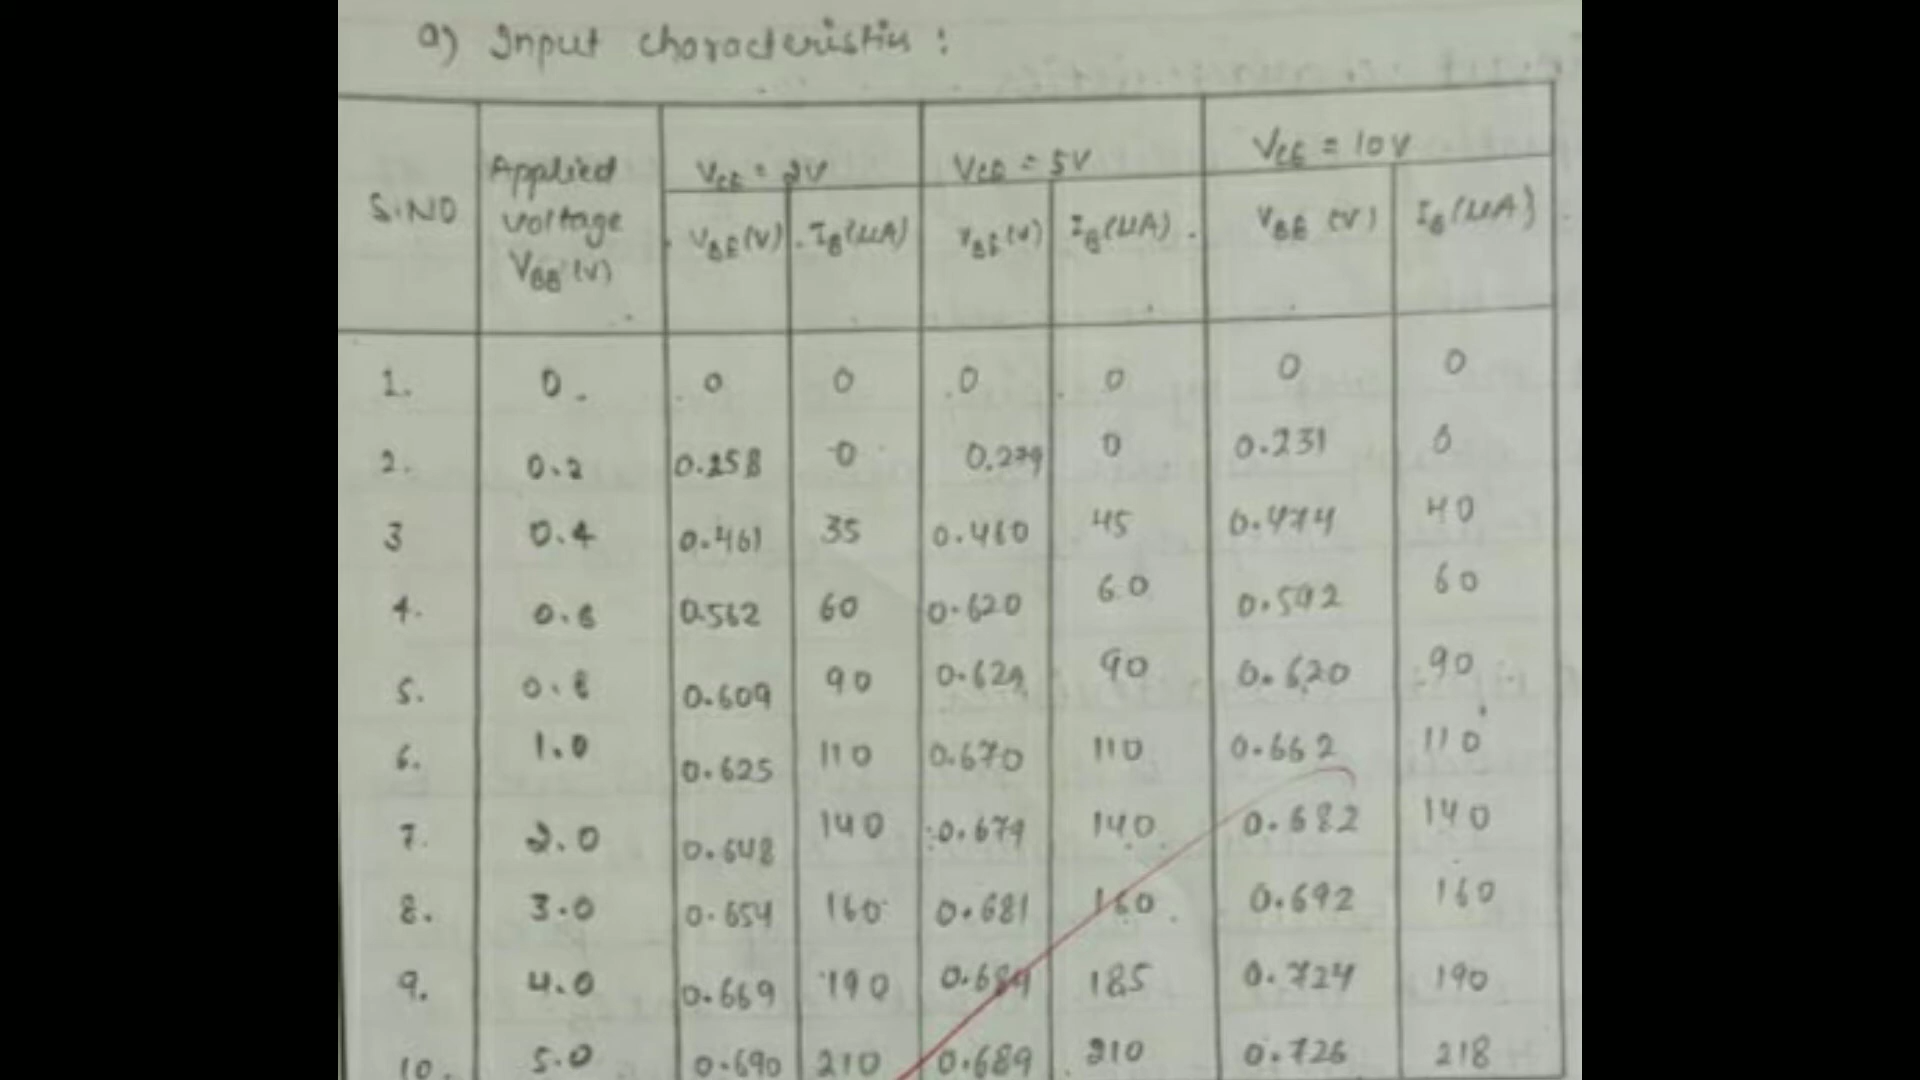 a) Input characteristics :
S.NO Applied voltage VBB (V) VCE = 2V VCE = 5V VCE = 10V
VBE (V) IB (μA) VBE (V) IB (μA) VBE (V) IB (μA)
1. 0 0 0 0 0 0 0
2. 0.2 0.258 0 0 0.231 0
3 0.4 0.461 35 0.460 45 0.474 40
4. 0.6 0.562 60 0.620 60 0.592 60
5. 0.8 0.609 90 0.629 90 0.620 90
6. 1.0 0.625 110 0.670 110 0.662 110
7. 2.0 0.648 140 0.679 140 0.682 140
8. 3.0 0.654 160 0.681 160 0.692 160
9. 4.0 0.669 190 185 0.724 190
10. 5.0 0.690 210 0.689 210 0.726 218